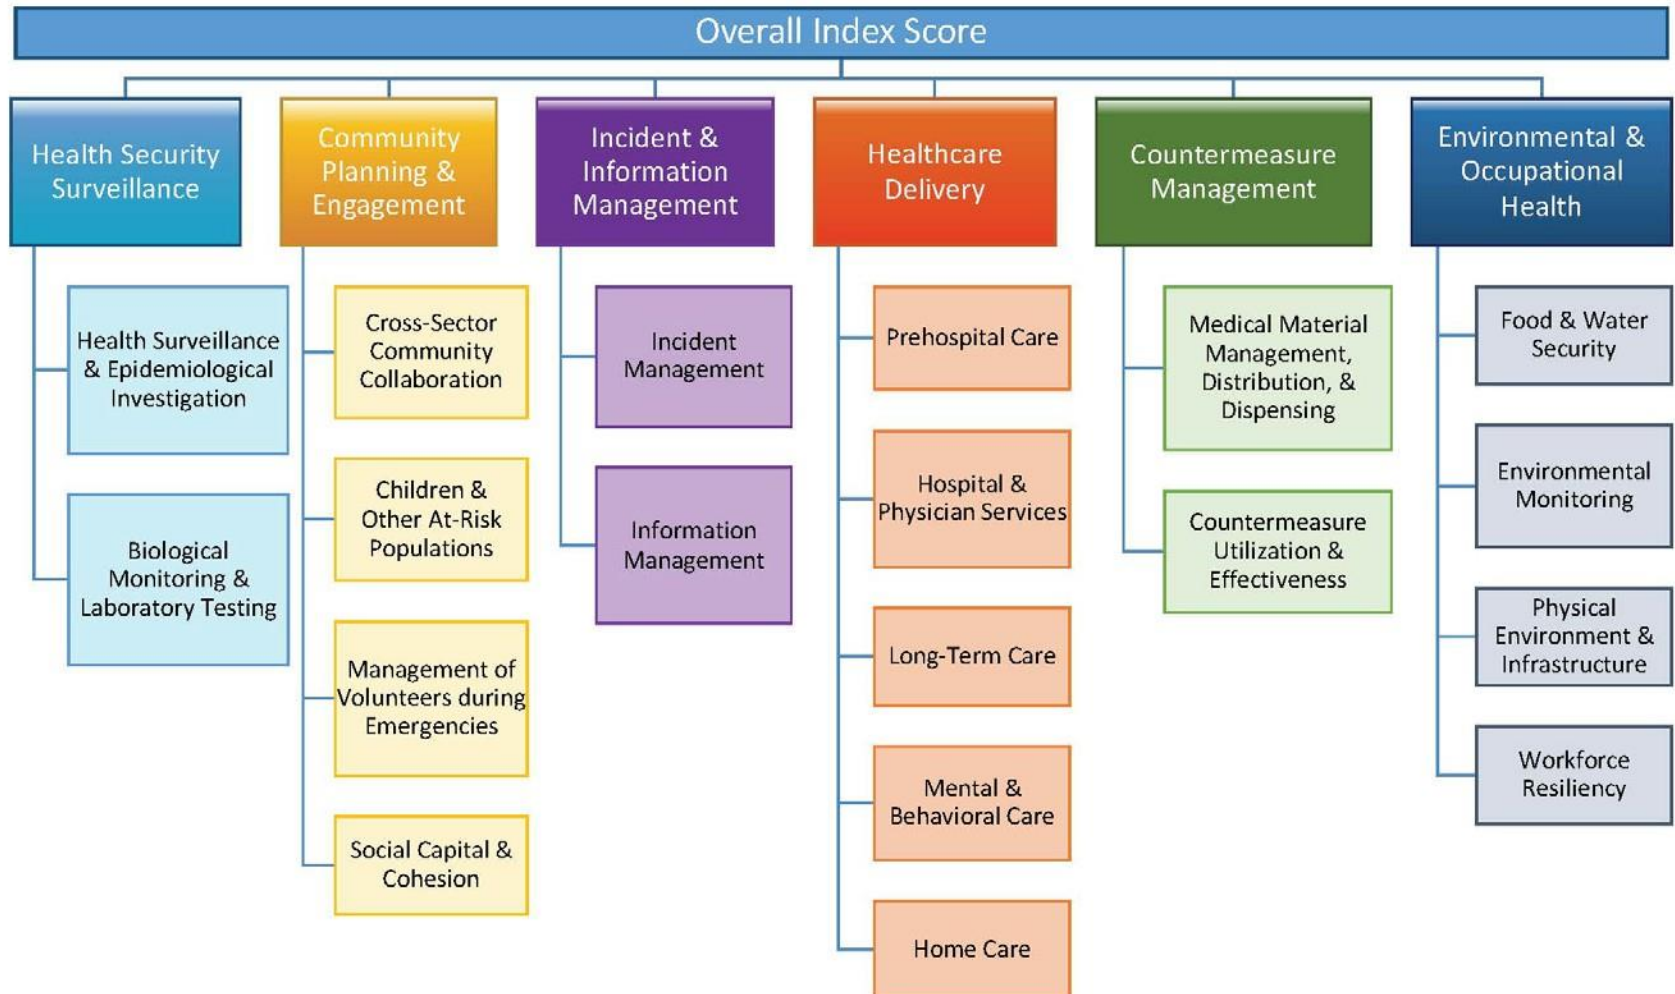 Overall Index Score
Health Security
Surveillance
Community
Planning &
Engagement
Incident &
Information
Management
Healthcare
Delivery
Countermeasure
Management
Environmental &
Occupational
Health
Health Surveillance
& Epidemiological
Investigation
Biological
Monitoring &
Laboratory Testing
Cross-Sector
Community
Collaboration
Children &
Other At-Risk
Populations
Management of
Volunteers during
Emergencies
Social Capital &
Cohesion
Incident
Management
Information
Management
Prehospital Care
Hospital &
Physician Services
Long-Term Care
Mental &
Behavioral Care
Home Care
Medical Material
Management,
Distribution, &
Dispensing
Countermeasure
Utilization &
Effectiveness
Food & Water
Security
Environmental
Monitoring
Physical
Environment &
Infrastructure
Workforce
Resiliency